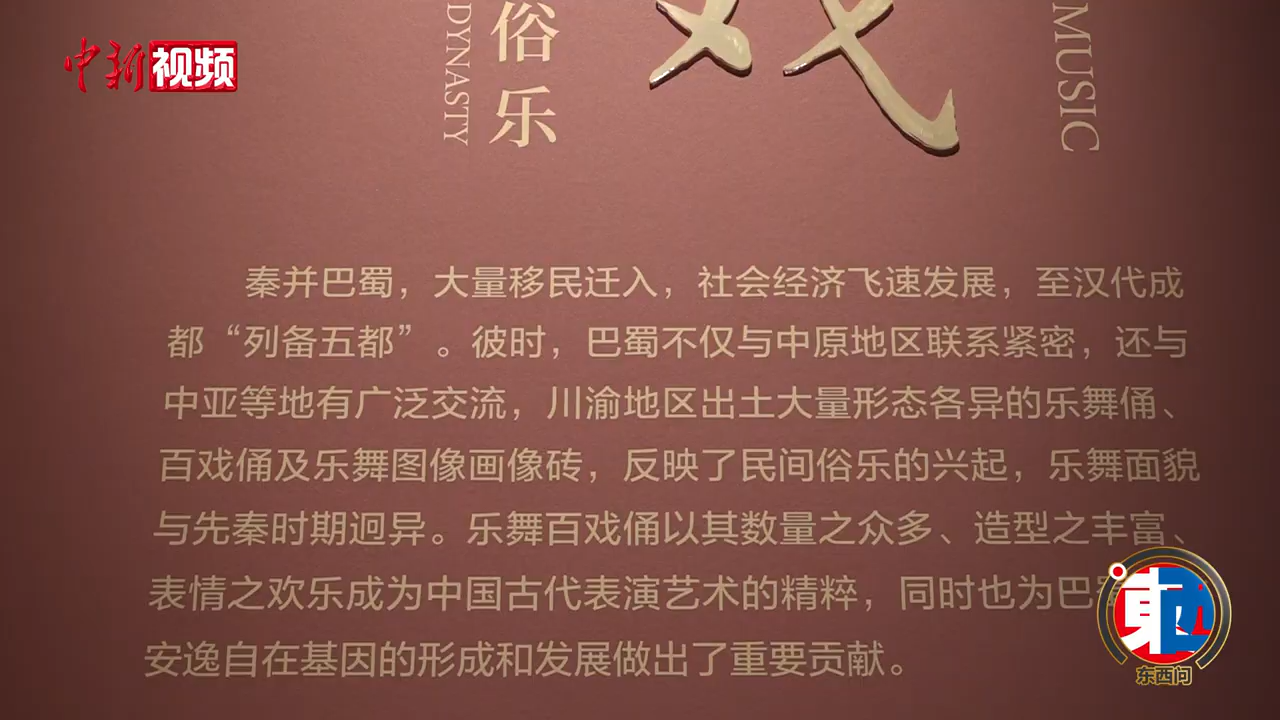 中新视频
DYNASTY
俗乐
戏
MUSIC
秦并巴蜀，大量移民迁入，社会经济飞速发展，至汉代成
都“列备五都”。彼时，巴蜀不仅与中原地区联系紧密，还与
中亚等地有广泛交流，川渝地区出土大量形态各异的乐舞俑、
百戏俑及乐舞图像画像砖，反映了民间俗乐的兴起，乐舞面貌
与先秦时期迥异。乐舞百戏俑以其数量之众多、造型之丰富、
表情之欢乐成为中国古代表演艺术的精粹，同时也为巴蜀
安逸自在基因的形成和发展做出了重要贡献。
东西问